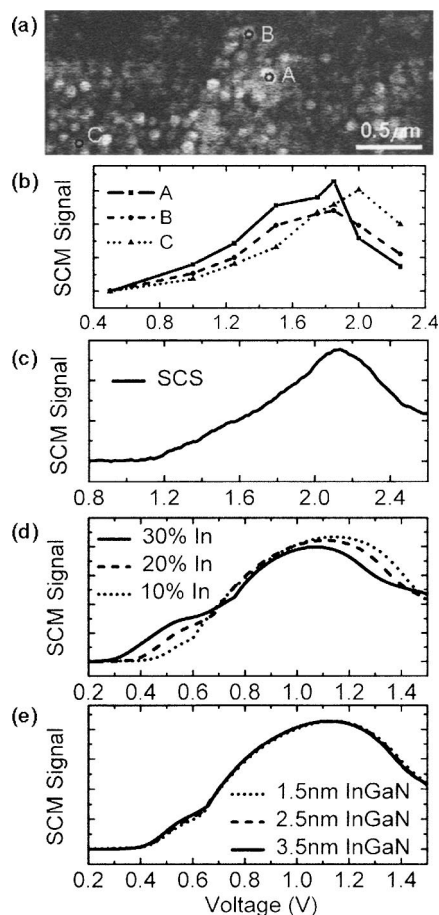 (a)
B
A
C
0.5μm
(b)
A
B
C
SCM Signal
0.4 0.8 1.2 1.6 2.0 2.4
(c)
SCS
SCM Signal
0.8 1.2 1.6 2.0 2.4
(d)
30% In
20% In
10% In
SCM Signal
0.2 0.4 0.6 0.8 1.0 1.2 1.4
(e)
SCM Signal
1.5nm InGaN
2.5nm InGaN
3.5nm InGaN
0.2 0.4 0.6 0.8 1.0 1.2 1.4
Voltage (V)